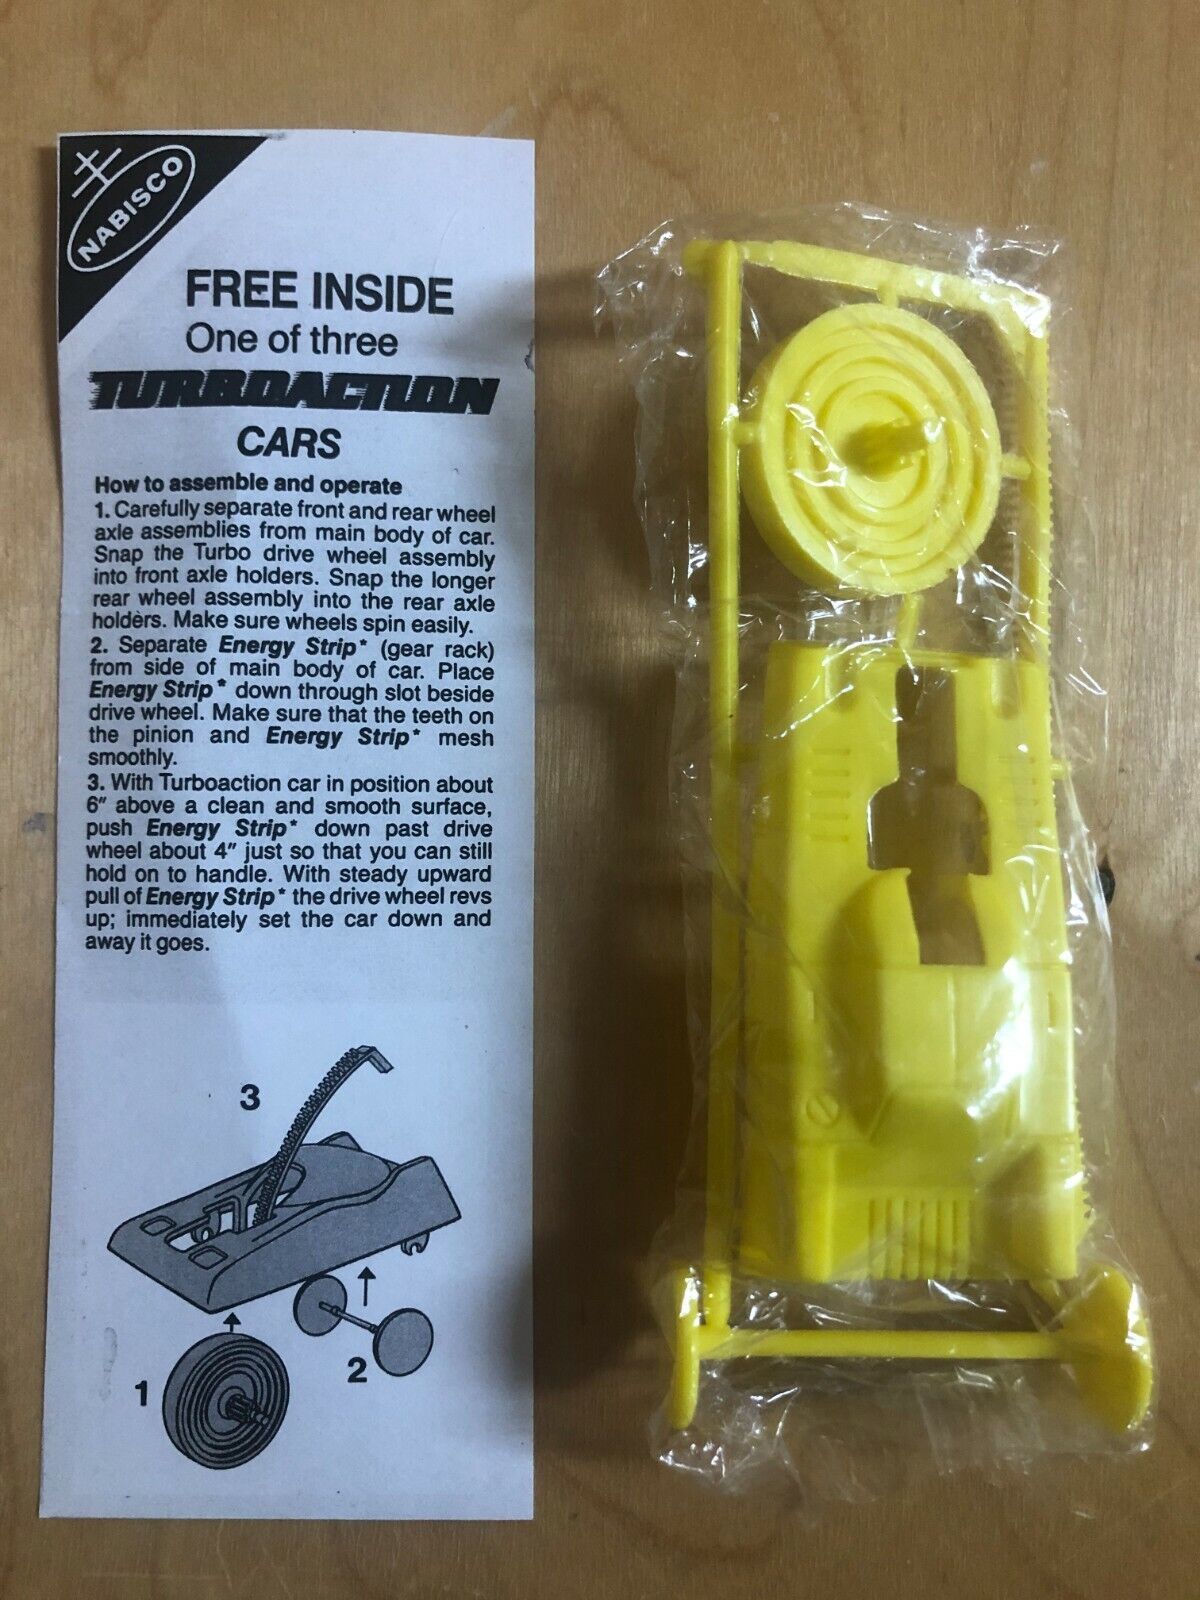 NABISCO
FREE INSIDE
One of three
TURBOACTION
CARS
How to assemble and operate
1. Carefully separate front and rear wheel
axle assemblies from main body of car.
Snap the Turbo drive wheel assembly
into front axle holders. Snap the longer
rear wheel assembly into the rear axle
holders. Make sure wheels spin easily.
2. Separate Energy Strip* (gear rack)
from side of main body of car. Place
Energy Strip* down through slot beside
drive wheel. Make sure that the teeth on
the pinion and Energy Strip* mesh
smoothly.
3. With Turboaction car in position about
6″ above a clean and smooth surface,
push Energy Strip* down past drive
wheel about 4″ just so that you can still
hold on to handle. With steady upward
pull of Energy Strip* the drive wheel revs
up; immediately set the car down and
away it goes.
3
2
1